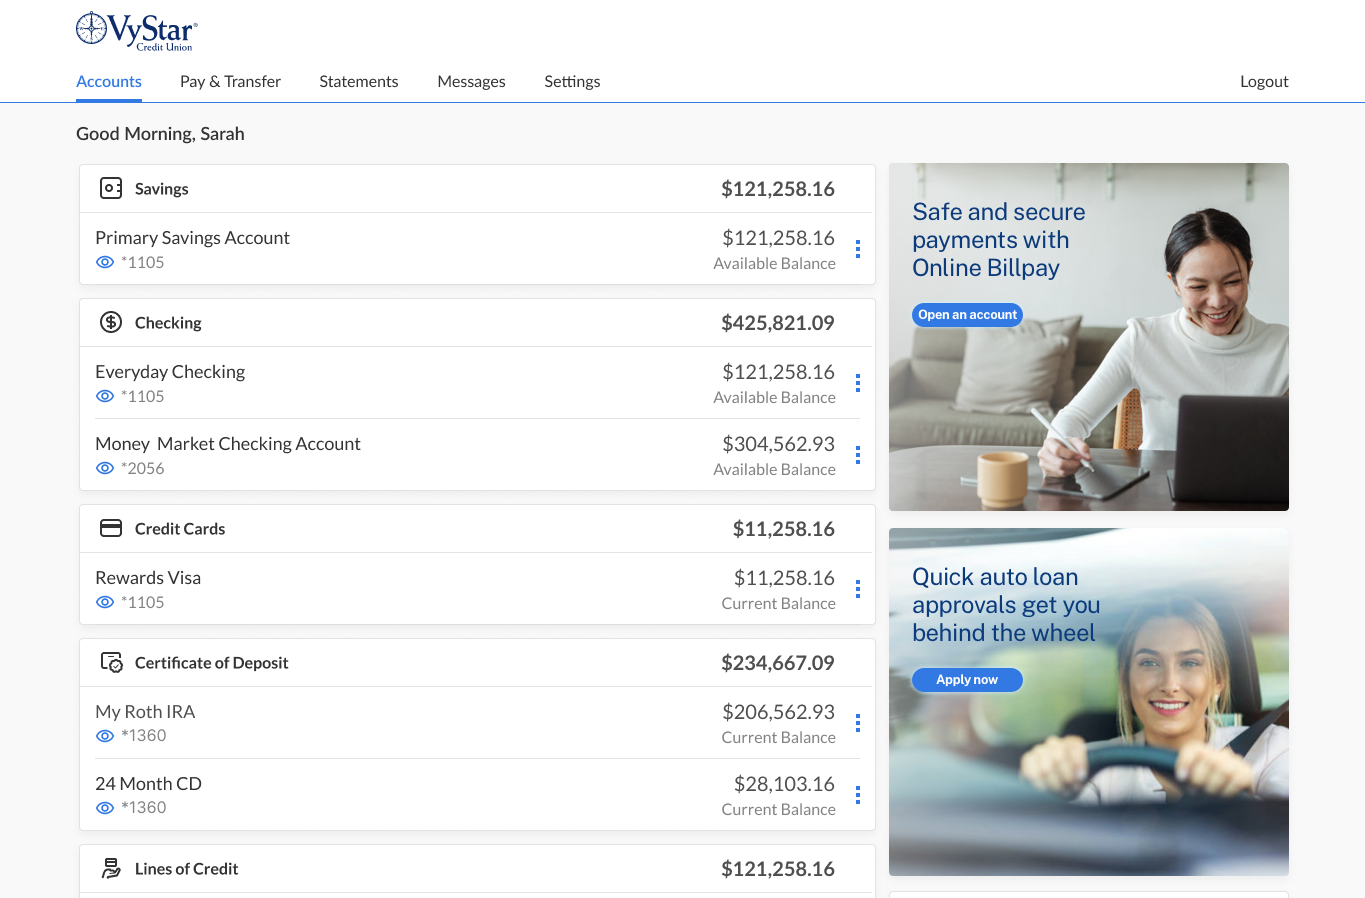 VyStar®
Credit Union
Accounts Pay & Transfer Statements Messages Settings Logout
Good Morning, Sarah
Savings $121,258.16
Primary Savings Account $121,258.16
*1105 Available Balance
Checking $425,821.09
Everyday Checking $121,258.16
*1105 Available Balance
Money Market Checking Account $304,562.93
*2056 Available Balance
Credit Cards $11,258.16
Rewards Visa $11,258.16
*1105 Current Balance
Certificate of Deposit $234,667.09
My Roth IRA $206,562.93
*1360 Current Balance
24 Month CD $28,103.16
*1360 Current Balance
Lines of Credit $121,258.16
Safe and secure
payments with
Online Billpay
Open an account
Quick auto loan
approvals get you
behind the wheel
Apply now